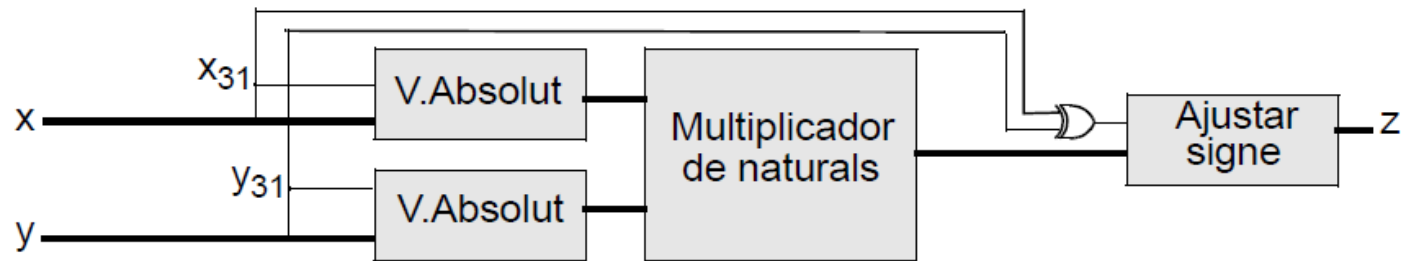 x31
V.Absolut
x
Multiplicador
de naturals
Ajustar
signe
z
y31
V.Absolut
y